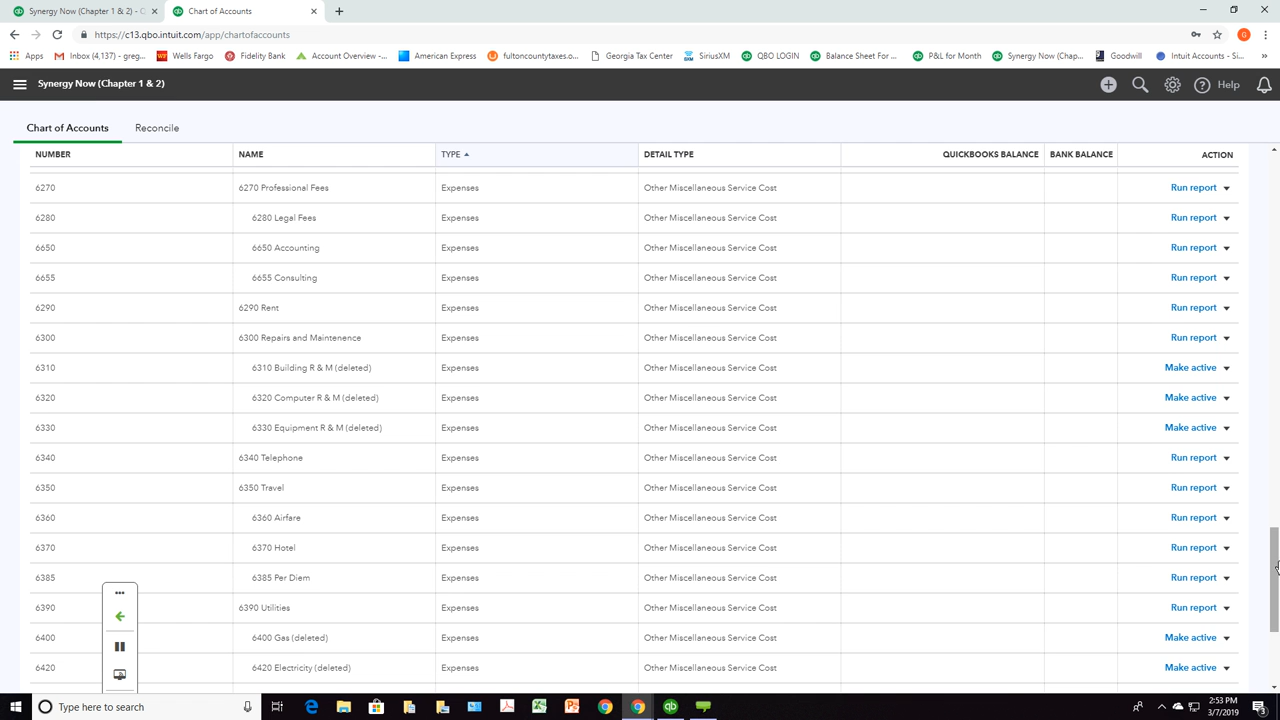 Synergy Now (Chapter 1 & 2) - C
Chart of Accounts
https://c13.qbo.intuit.com/app/chartofaccounts
Apps Inbox (4,137) - greg... Wells Fargo Fidelity Bank Account Overview -... American Express fultoncountytaxes.o... Georgia Tax Center SiriusXM QBO LOGIN Balance Sheet For ... P&L for Month Synergy Now (Chap... Goodwill Intuit Accounts - Si... »
Synergy Now (Chapter 1 & 2) Help
Chart of Accounts Reconcile
NUMBER NAME TYPE DETAIL TYPE QUICKBOOKS BALANCE BANK BALANCE ACTION
6270 6270 Professional Fees Expenses Other Miscellaneous Service Cost Run report
6280 6280 Legal Fees Expenses Other Miscellaneous Service Cost Run report
6650 6650 Accounting Expenses Other Miscellaneous Service Cost Run report
6655 6655 Consulting Expenses Other Miscellaneous Service Cost Run report
6290 6290 Rent Expenses Other Miscellaneous Service Cost Run report
6300 6300 Repairs and Maintenence Expenses Other Miscellaneous Service Cost Run report
6310 6310 Building R & M (deleted) Expenses Other Miscellaneous Service Cost Make active
6320 6320 Computer R & M (deleted) Expenses Other Miscellaneous Service Cost Make active
6330 6330 Equipment R & M (deleted) Expenses Other Miscellaneous Service Cost Make active
6340 6340 Telephone Expenses Other Miscellaneous Service Cost Run report
6350 6350 Travel Expenses Other Miscellaneous Service Cost Run report
6360 6360 Airfare Expenses Other Miscellaneous Service Cost Run report
6370 6370 Hotel Expenses Other Miscellaneous Service Cost Run report
6385 6385 Per Diem Expenses Other Miscellaneous Service Cost Run report
6390 6390 Utilities Expenses Other Miscellaneous Service Cost Run report
6400 6400 Gas (deleted) Expenses Other Miscellaneous Service Cost Make active
6420 6420 Electricity (deleted) Expenses Other Miscellaneous Service Cost Make active
Type here to search
2:53 PM
3/7/2019